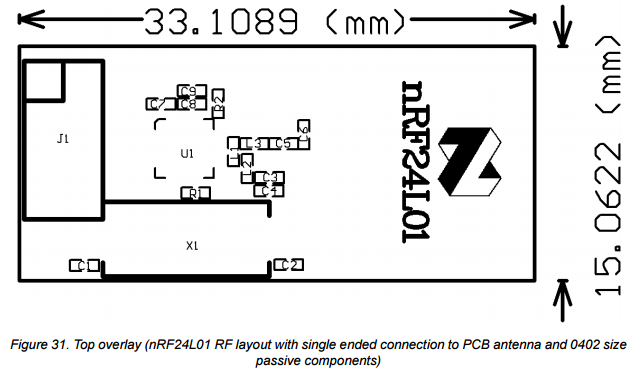 33.1089 (mm)
C9
C7
C8
R2
J1
U1
L1
L3
C5
C6
L2
C3
C4
R1
X1
C1
C2
nRF24L01
15.0622 (mm)
Figure 31. Top overlay (nRF24L01 RF layout with single ended connection to PCB antenna and 0402 size
passive components)